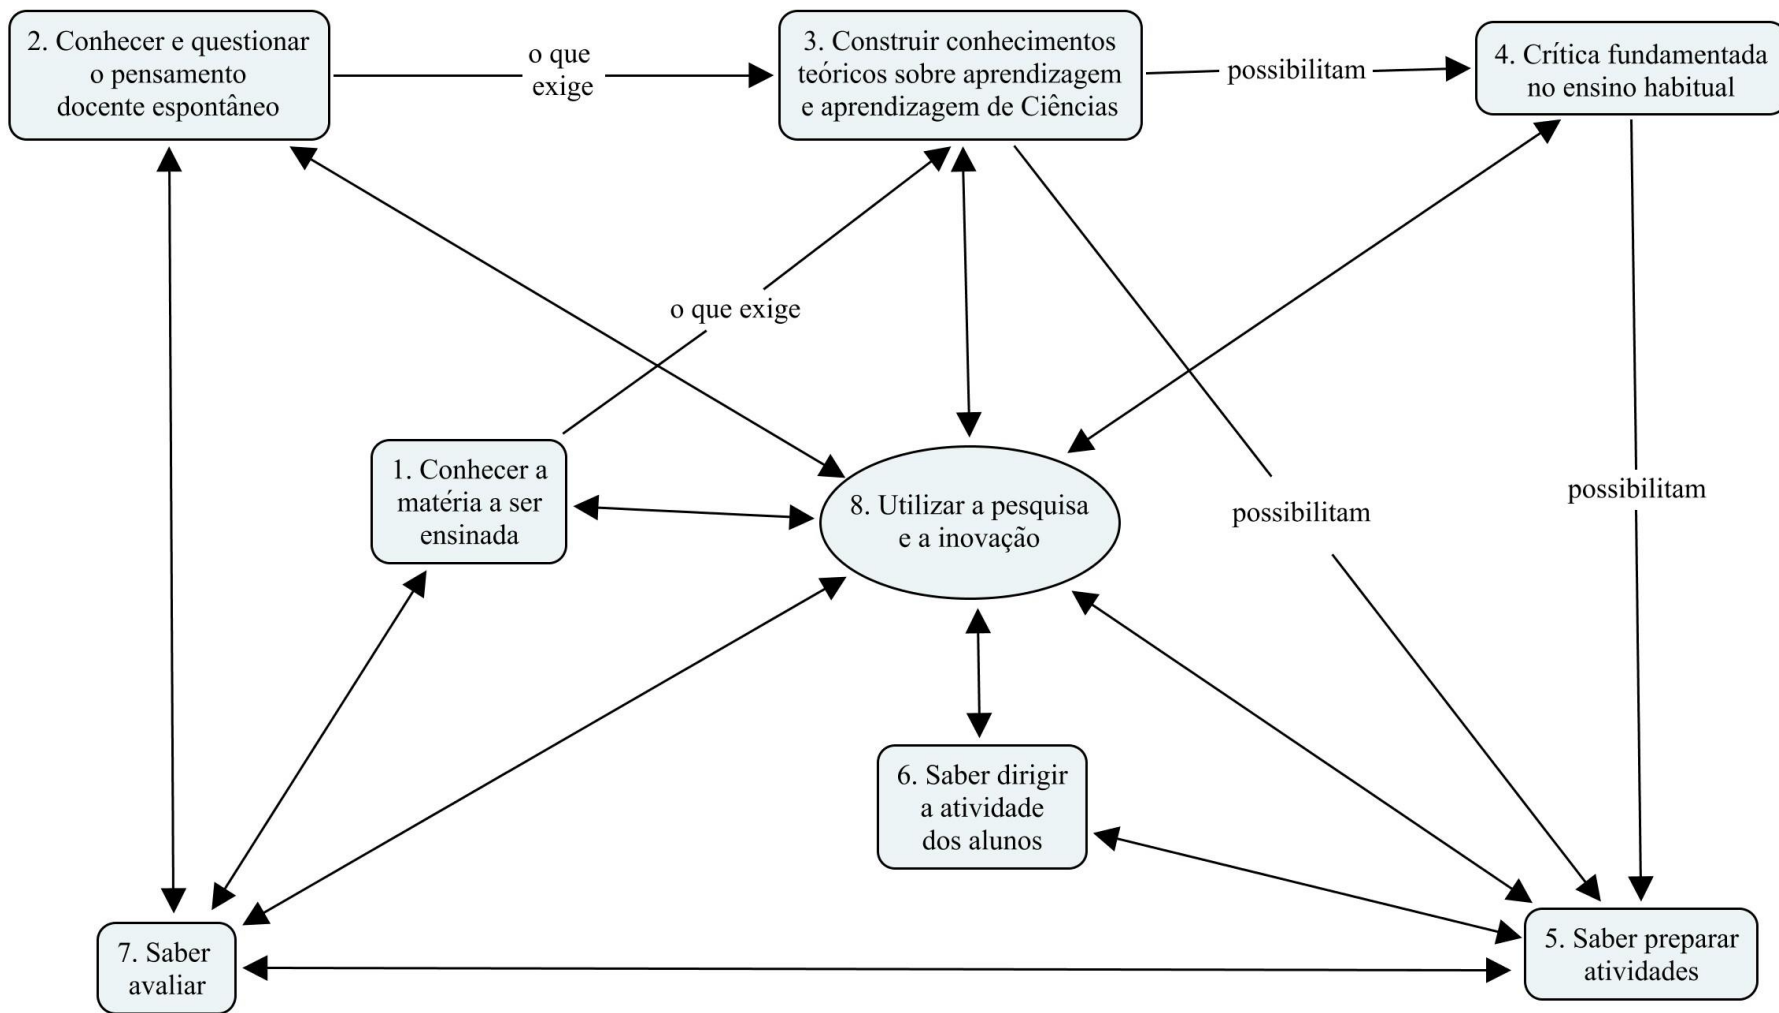 2. Conhecer e questionar
o pensamento
docente espontâneo
o que
exige
3. Construir conhecimentos
teóricos sobre aprendizagem
e aprendizagem de Ciências
possibilitam
4. Crítica fundamentada
no ensino habitual
o que exige
1. Conhecer a
matéria a ser
ensinada
8. Utilizar a pesquisa
e a inovação
possibilitam
possibilitam
6. Saber dirigir
a atividade
dos alunos
7. Saber
avaliar
5. Saber preparar
atividades